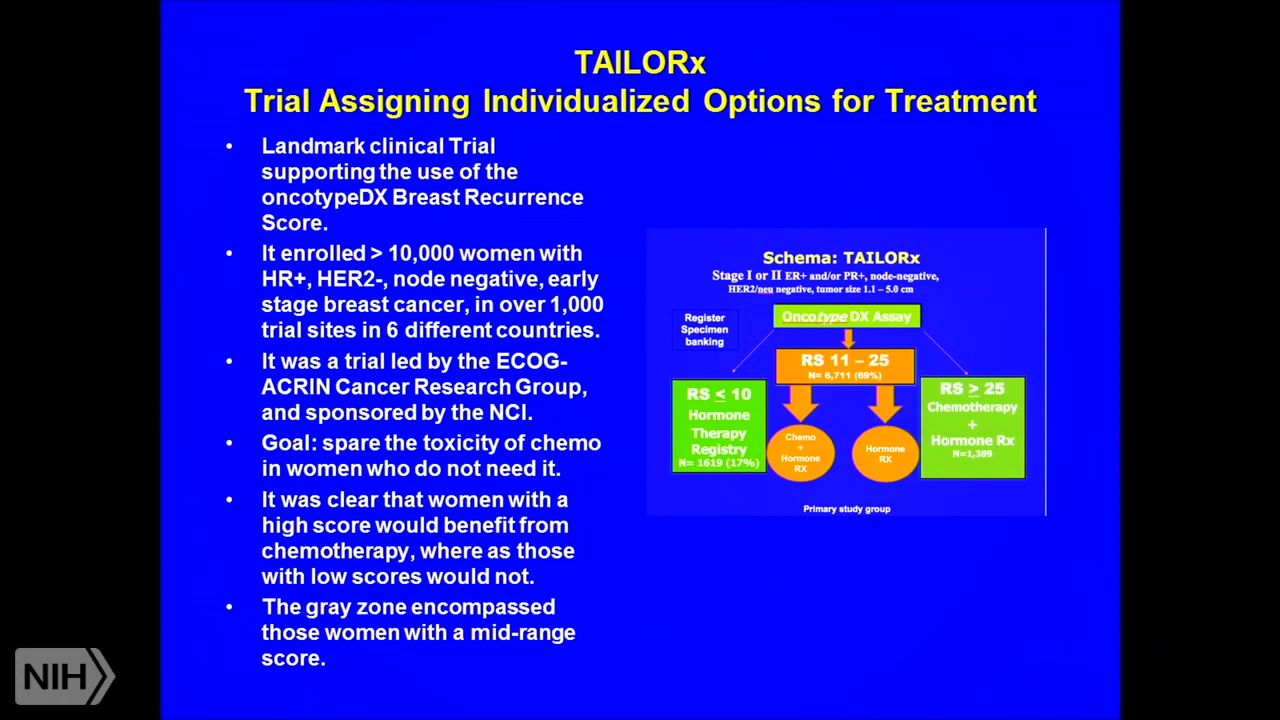 TAILORx
Trial Assigning Individualized Options for Treatment
• Landmark clinical Trial
supporting the use of the
oncotypeDX Breast Recurrence
Score.
• It enrolled > 10,000 women with
HR+, HER2-, node negative, early
stage breast cancer, in over 1,000
trial sites in 6 different countries.
• It was a trial led by the ECOG-
ACRIN Cancer Research Group,
and sponsored by the NCI.
• Goal: spare the toxicity of chemo
in women who do not need it.
• It was clear that women with a
high score would benefit from
chemotherapy, where as those
with low scores would not.
• The gray zone encompassed
those women with a mid-range
score.
Schema: TAILORx
Stage I or II ER+ and/or PR+, node-negative,
HER2/neu negative, tumor size 1.1 – 5.0 cm
Register
Specimen
banking
Oncotype DX Assay
RS 11 – 25
N= 6,711 (69%)
RS ≤ 10
Hormone
Therapy
Registry
N= 1619 (17%)
Chemo
+
Hormone
RX
Hormone
RX
RS ≥ 25
Chemotherapy
+
Hormone Rx
N=1,389
Primary study group
NIH